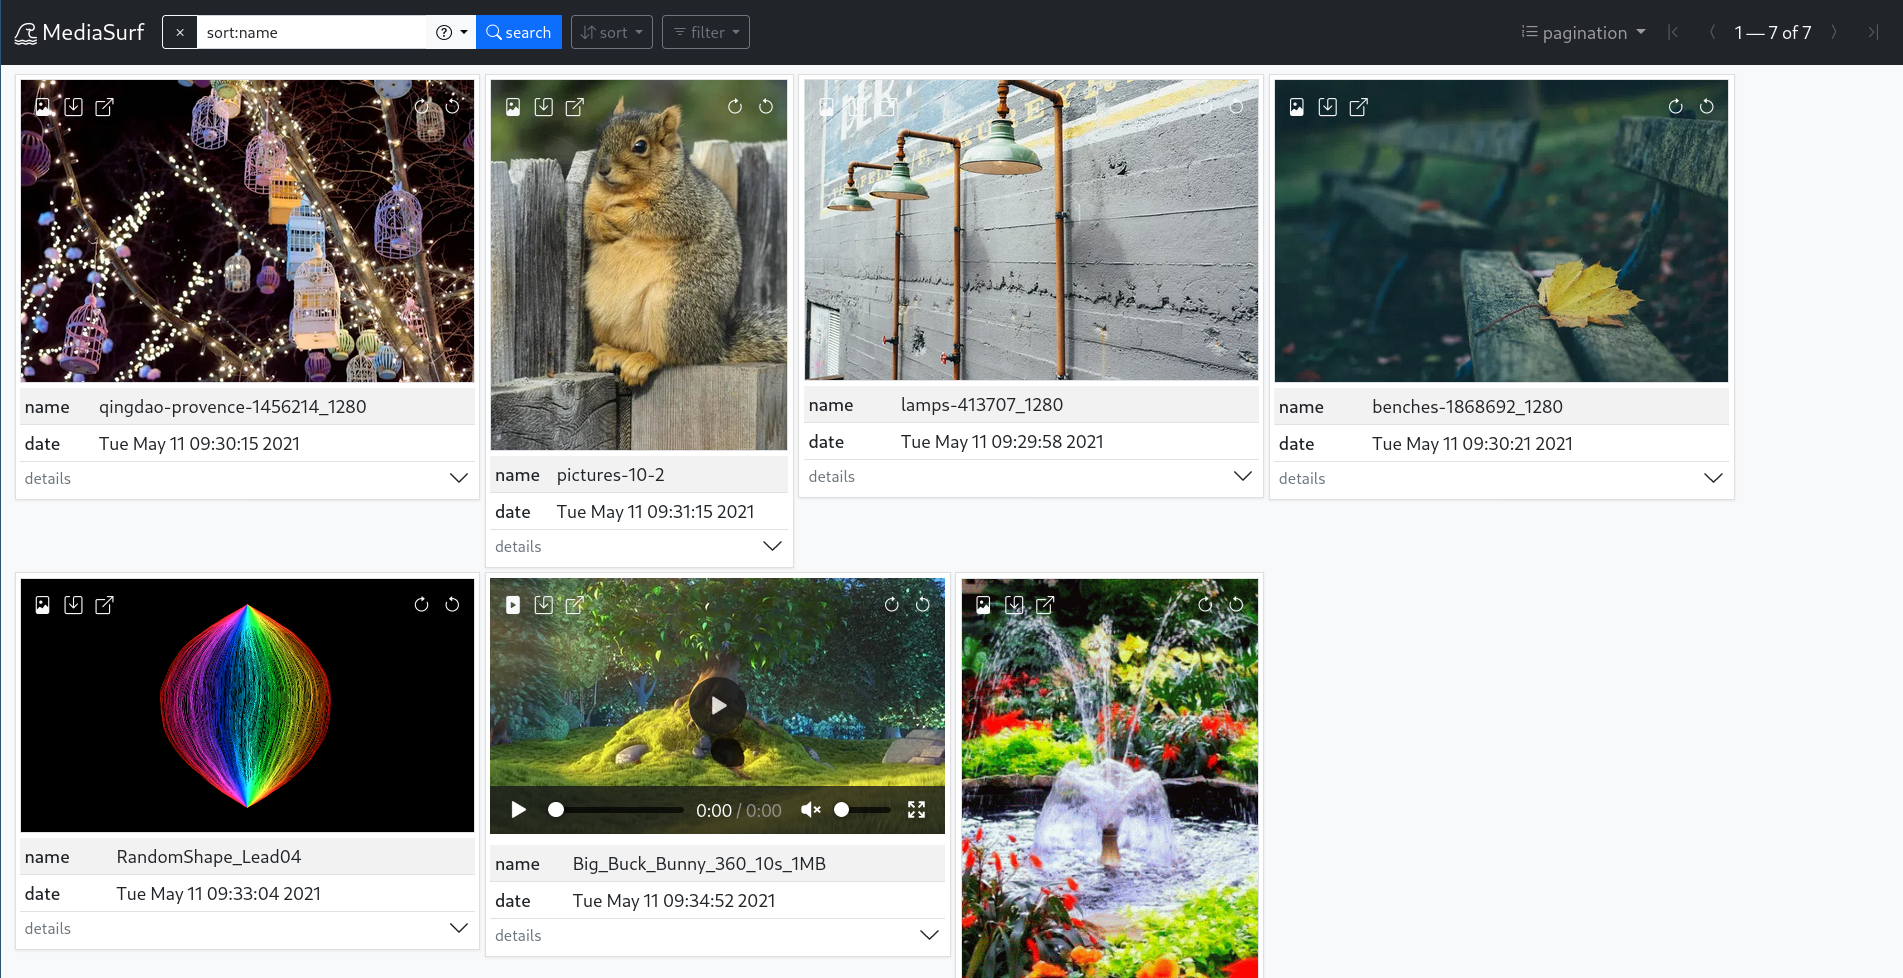 MediaSurf
× sort:name
search
sort
filter
pagination
1 — 7 of 7
name qingdao-provence-1456214_1280
date Tue May 11 09:30:15 2021
details
name pictures-10-2
date Tue May 11 09:31:15 2021
details
name lamps-413707_1280
date Tue May 11 09:29:58 2021
details
name benches-1868692_1280
date Tue May 11 09:30:21 2021
details
name RandomShape_Lead04
date Tue May 11 09:33:04 2021
details
0:00 / 0:00
name Big_Buck_Bunny_360_10s_1MB
date Tue May 11 09:34:52 2021
details